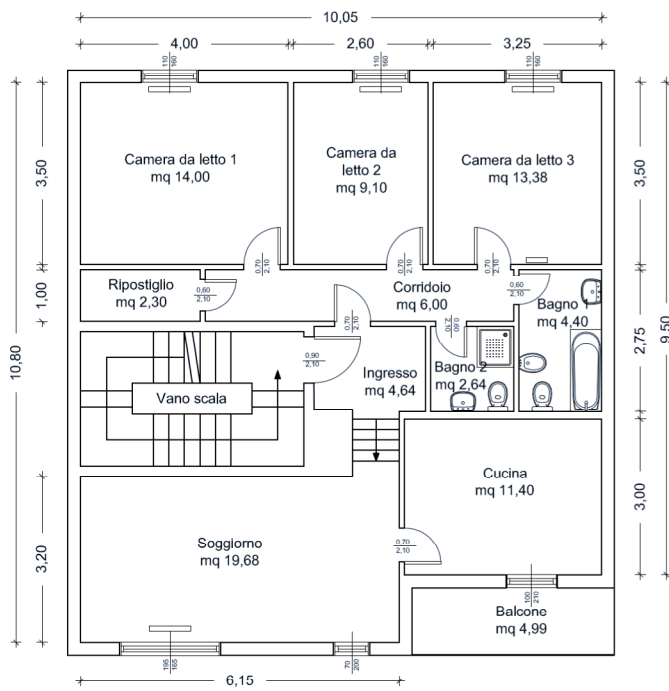 10,05
4,00
2,60
3,25
110
160
110
160
110
160
3,50
1,00
10,80
3,20
3,50
2,75
9,50
3,00
Camera da letto 1
mq 14,00
Camera da
letto 2
mq 9,10
Camera da letto 3
mq 13,38
0,70
2,10
0,70
2,10
0,70
2,10
Ripostiglio
mq 2,30
0,60
2,10
Corridoio
mq 6,00
0,60
2,10
Bagno 1
mq 4,40
0,70
2,10
0,60
2,10
0,90
2,10
Ingresso
mq 4,64
Bagno 2
mq 2,64
Vano scala
Cucina
mq 11,40
Soggiorno
mq 19,68
0,70
2,10
100
210
Balcone
mq 4,99
195
165
70
200
6,15